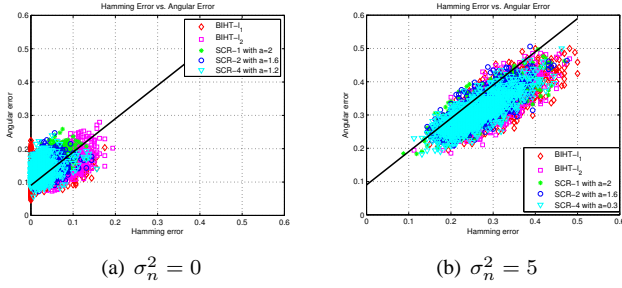 Hamming Error vs. Angular Error
0.6
0.5
0.4
0.3
0.2
0.1
0
0 0.1 0.2 0.3 0.4 0.5 0.6
Angular error
Hamming error
BIHT−l1
BIHT−l2
SCR−1 with a=2
SCR−2 with a=1.6
SCR−4 with a=1.2
(a) σ_n^2 = 0
Hamming Error vs. Angular Error
0.6
0.5
0.4
0.3
0.2
0.1
0
0 0.1 0.2 0.3 0.4 0.5 0.6
Angular error
Hamming error
BIHT−l1
BIHT−l2
SCR−1 with a=2
SCR−2 with a=1.6
SCR−4 with a=0.3
(b) σ_n^2 = 5